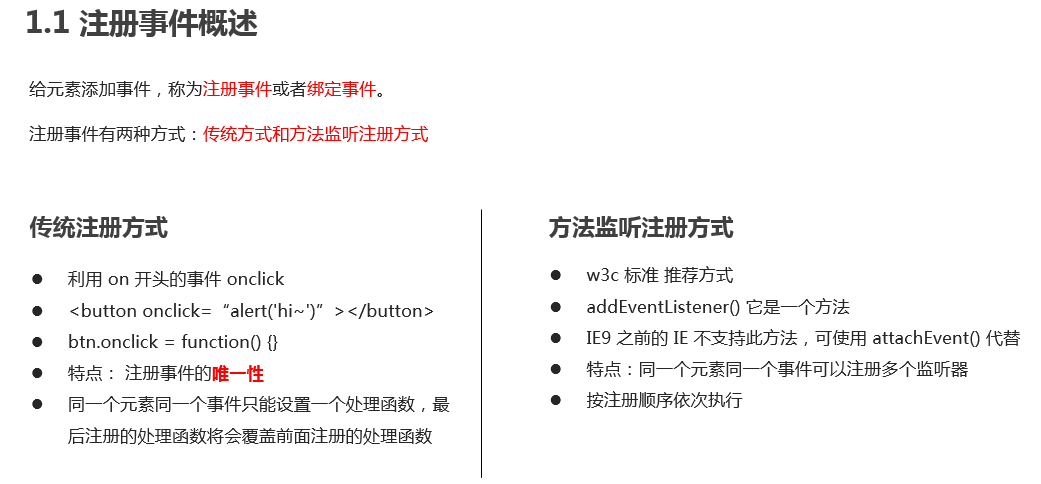 1.1 注册事件概述
给元素添加事件，称为注册事件或者绑定事件。
注册事件有两种方式：传统方式和方法监听注册方式
传统注册方式
● 利用 on 开头的事件 onclick
● <button onclick= “alert('hi~')” ></button>
● btn.onclick = function() {}
● 特点： 注册事件的唯一性
● 同一个元素同一个事件只能设置一个处理函数，最
后注册的处理函数将会覆盖前面注册的处理函数
方法监听注册方式
● w3c 标准 推荐方式
● addEventListener() 它是一个方法
● IE9 之前的 IE 不支持此方法，可使用 attachEvent() 代替
● 特点：同一个元素同一个事件可以注册多个监听器
● 按注册顺序依次执行